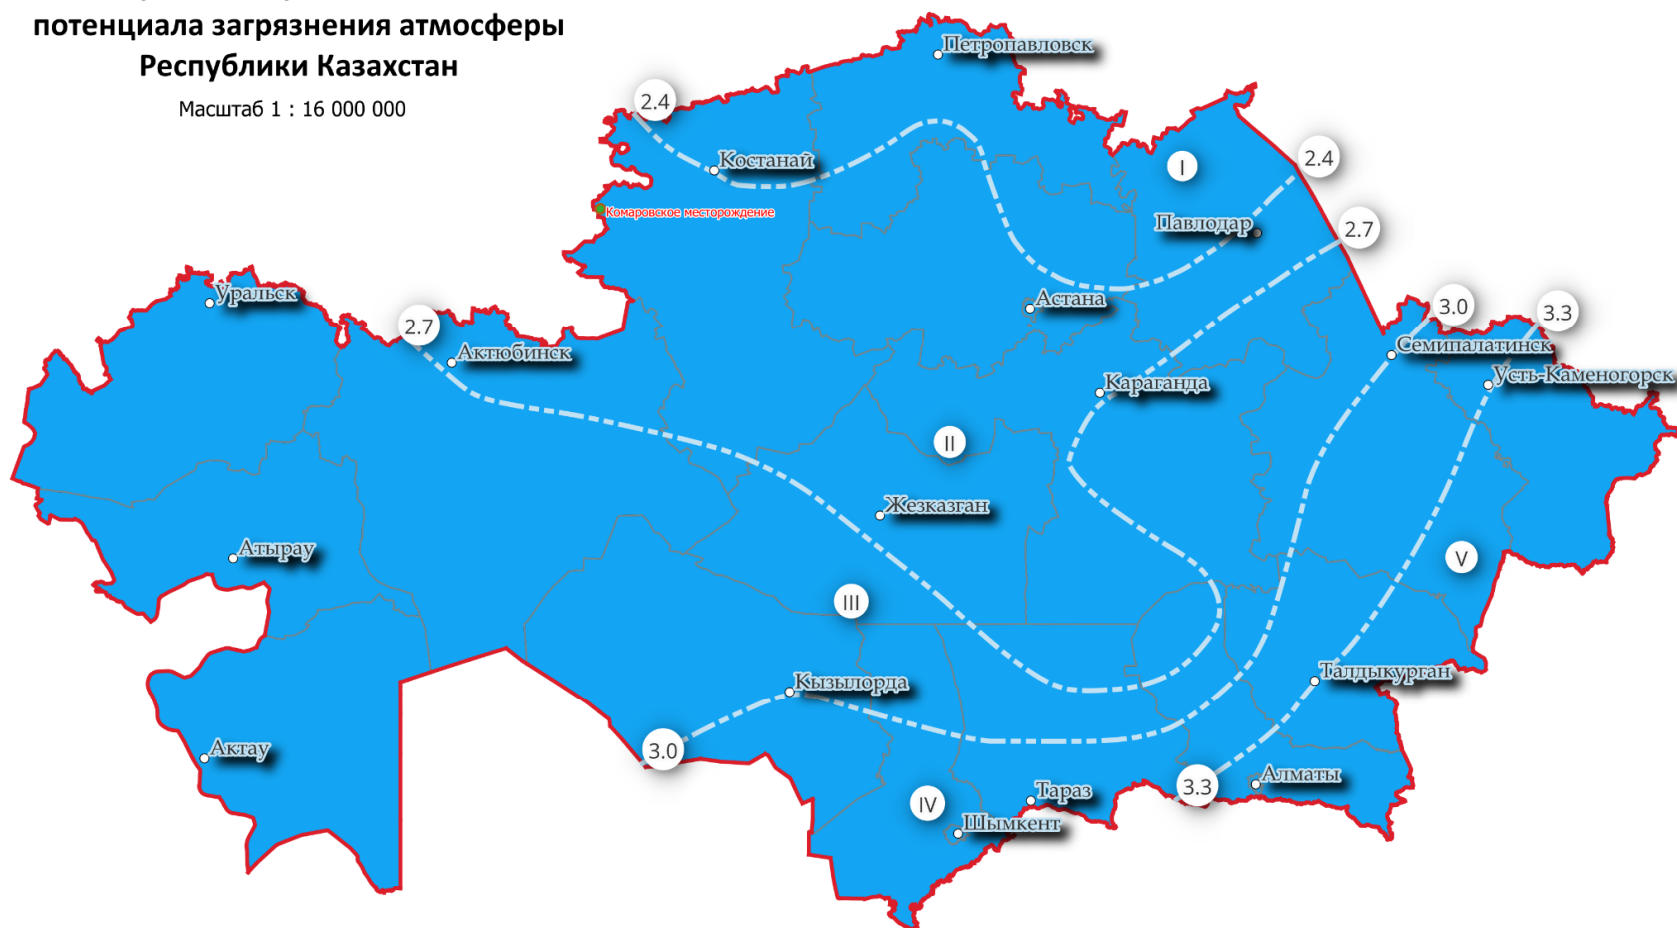 потенциала загрязнения атмосферы
Республики Казахстан
Масштаб 1 : 16 000 000
Петропавловск
2.4
Костанай
I
2.4
Комаровское месторождение
Павлодар
2.7
Уральск
Астана
3.0
3.3
2.7
Актюбинск
Семипалатинск
Усть-Каменогорск
Караганда
II
Жезказган
Атырау
V
III
Талдыкурган
Кызылорда
Актау
3.0
Алматы
3.3
Тараз
IV
Шымкент